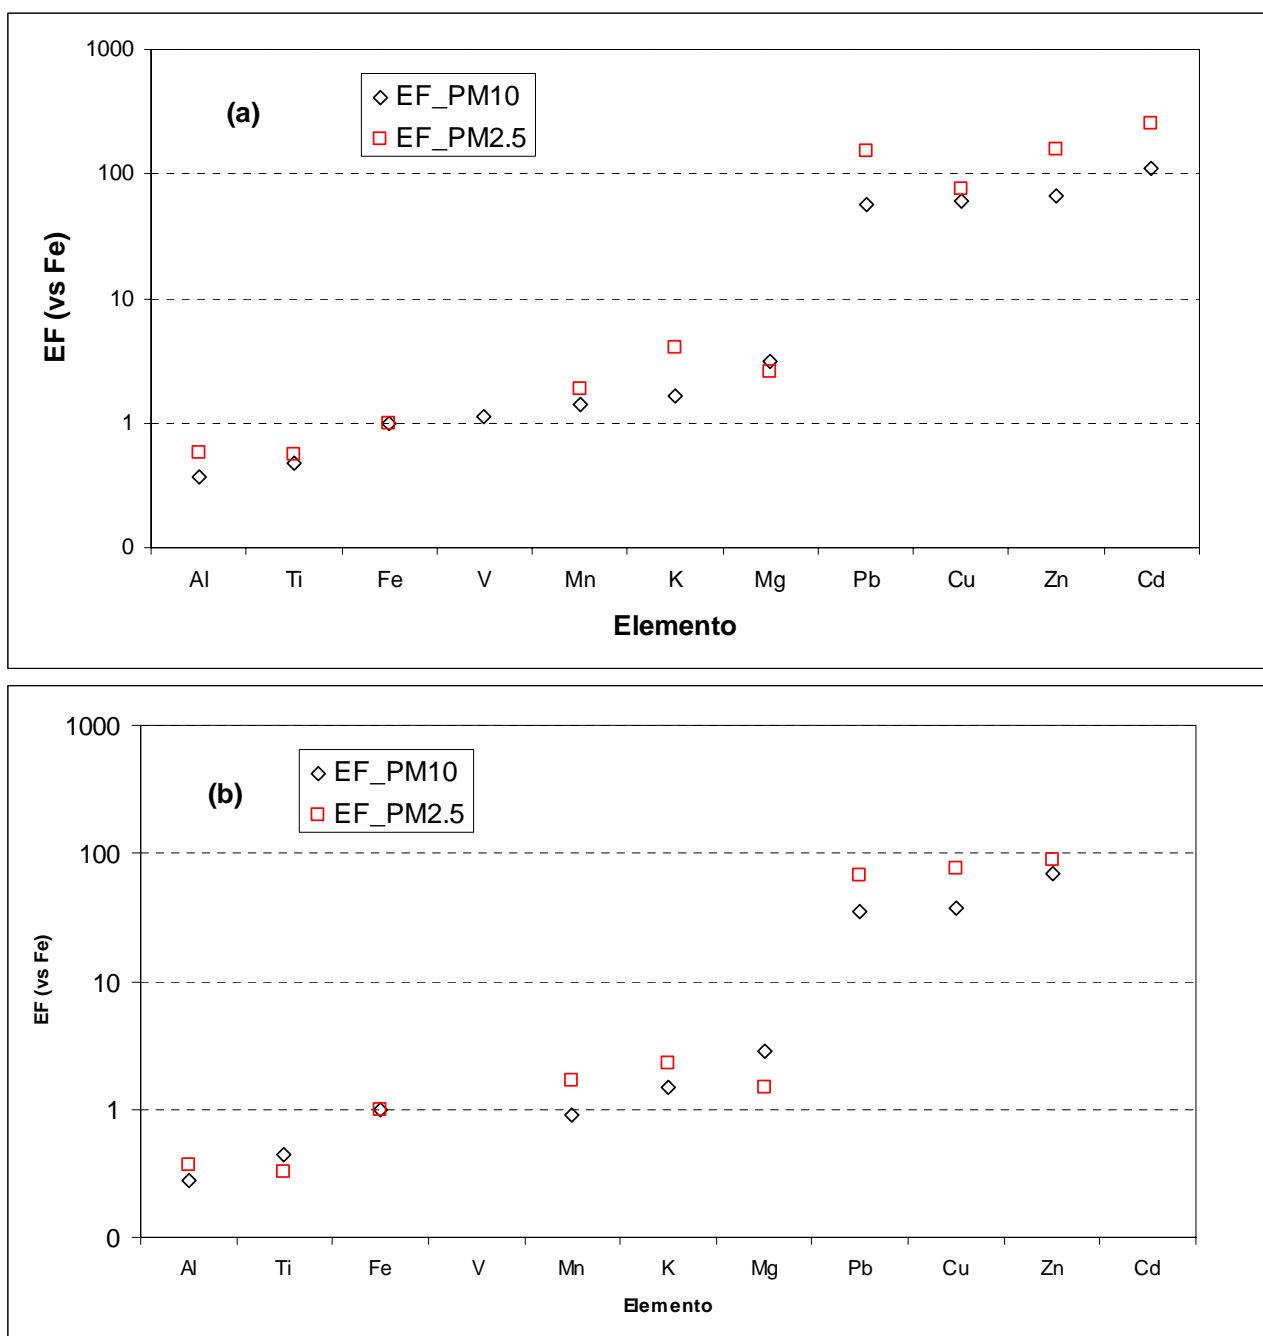 1000
(a)
EF_PM10
EF_PM2.5
100
10
1
0
EF (vs Fe)
Al Ti Fe V Mn K Mg Pb Cu Zn Cd
Elemento
1000
(b)
EF_PM10
EF_PM2.5
100
10
1
0
EF (vs Fe)
Al Ti Fe V Mn K Mg Pb Cu Zn Cd
Elemento